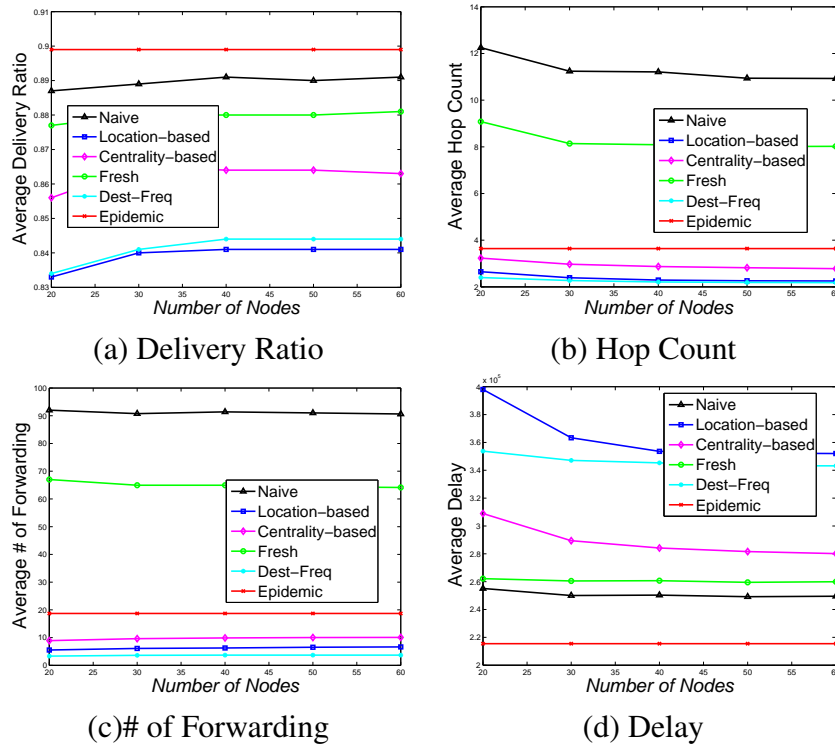 0.91
0.9
0.89
0.88
0.87
0.86
0.85
0.84
0.83
Average Delivery Ratio
Naive
Location-based
Centrality-based
Fresh
Dest-Freq
Epidemic
20 25 30 35 40 45 50 55 60
Number of Nodes
(a) Delivery Ratio
14
12
10
8
6
4
2
Average Hop Count
Naive
Location-based
Centrality-based
Fresh
Dest-Freq
Epidemic
20 25 30 35 40 45 50 55 60
Number of Nodes
(b) Hop Count
100
90
80
70
60
50
40
30
20
10
0
Average # of Forwarding
Naive
Location-based
Centrality-based
Fresh
Dest-Freq
Epidemic
20 25 30 35 40 45 50 55 60
Number of Nodes
(c)# of Forwarding
x 10^5
4
3.8
3.6
3.4
3.2
3
2.8
2.6
2.4
2.2
2
Average Delay
Naive
Location-based
Centrality-based
Fresh
Dest-Freq
Epidemic
20 25 30 35 40 45 50 55 60
Number of Nodes
(d) Delay